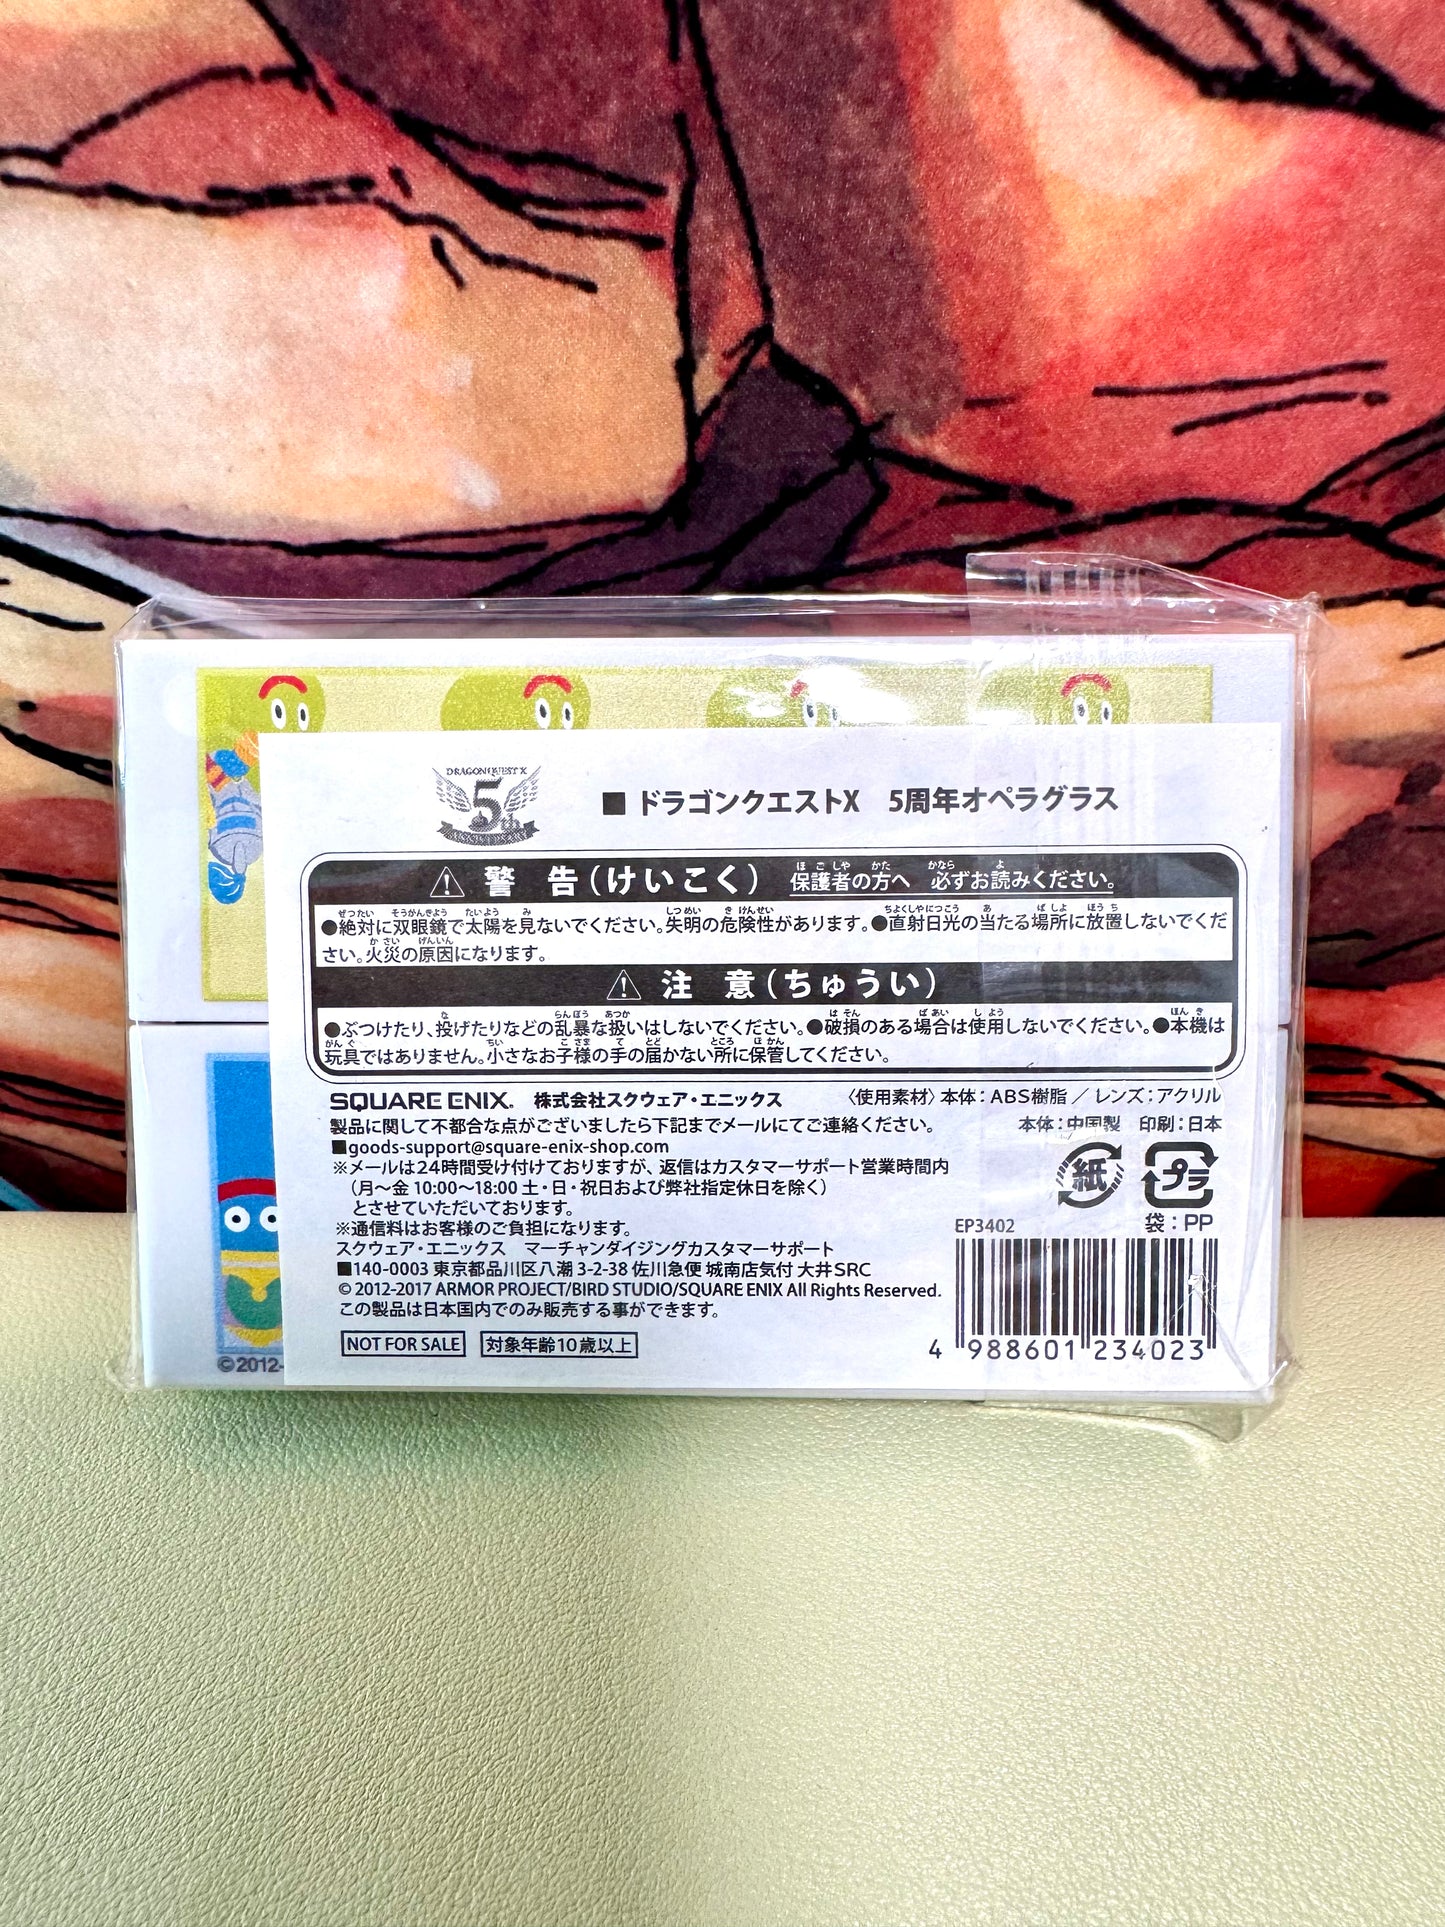 DRAGON QUEST X
5th
ANNIVERSARY
■ ドラゴンクエストX 5周年オペラグラス
警 告(けいこく) 保護者の方へ 必ずお読みください。
●絶対に双眼鏡で太陽を見ないでください。失明の危険性があります。●直射日光の当たる場所に放置しないでくだ
さい。火災の原因になります。
注 意(ちゅうい)
●ぶつけたり、投げたりなどの乱暴な扱いはしないでください。●破損のある場合は使用しないでください。●本機は
玩具ではありません。小さなお子様の手の届かない所に保管してください。
SQUARE ENIX. 株式会社スクウェア・エニックス 〈使用素材〉本体:ABS樹脂/レンズ:アクリル
製品に関して不都合な点がございましたら下記までメールにてご連絡ください。 本体:中国製 印刷:日本
■goods-support@square-enix-shop.com
※メールは24時間受け付けておりますが、返信はカスタマーサポート営業時間内
(月〜金 10:00〜18:00 土・日・祝日および弊社指定休日を除く)
とさせていただいております。
※通信料はお客様のご負担になります。
紙 プラ
袋:PP
EP3402
スクウェア・エニックス マーチャンダイジングカスタマーサポート
■140-0003 東京都品川区八潮 3-2-38 佐川急便 城南店気付 大井SRC
© 2012-2017 ARMOR PROJECT/BIRD STUDIO/SQUARE ENIX All Rights Reserved.
この製品は日本国内でのみ販売する事ができます。
NOT FOR SALE 対象年齢10歳以上
4 988601 234023
©2012-